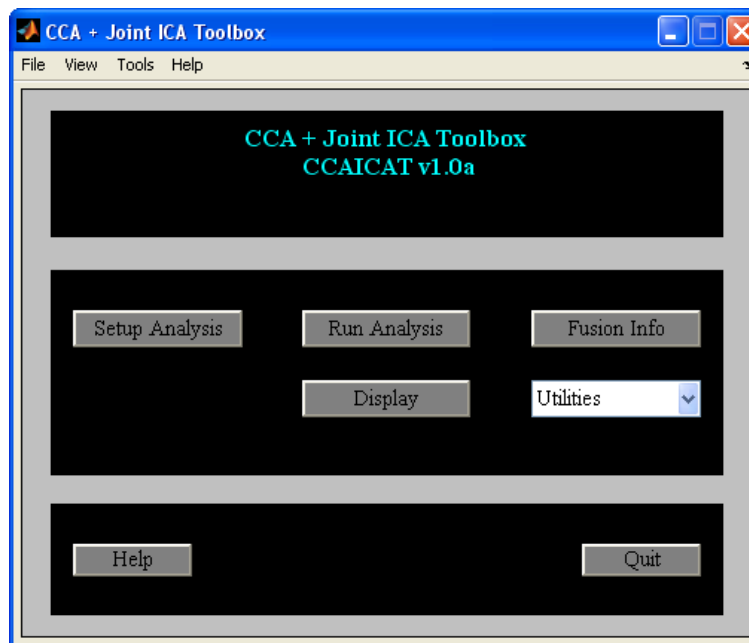 CCA + Joint ICA Toolbox
File View Tools Help
CCA + Joint ICA Toolbox
CCAICAT v1.0a
Setup Analysis Run Analysis Fusion Info
Display Utilities
Help Quit